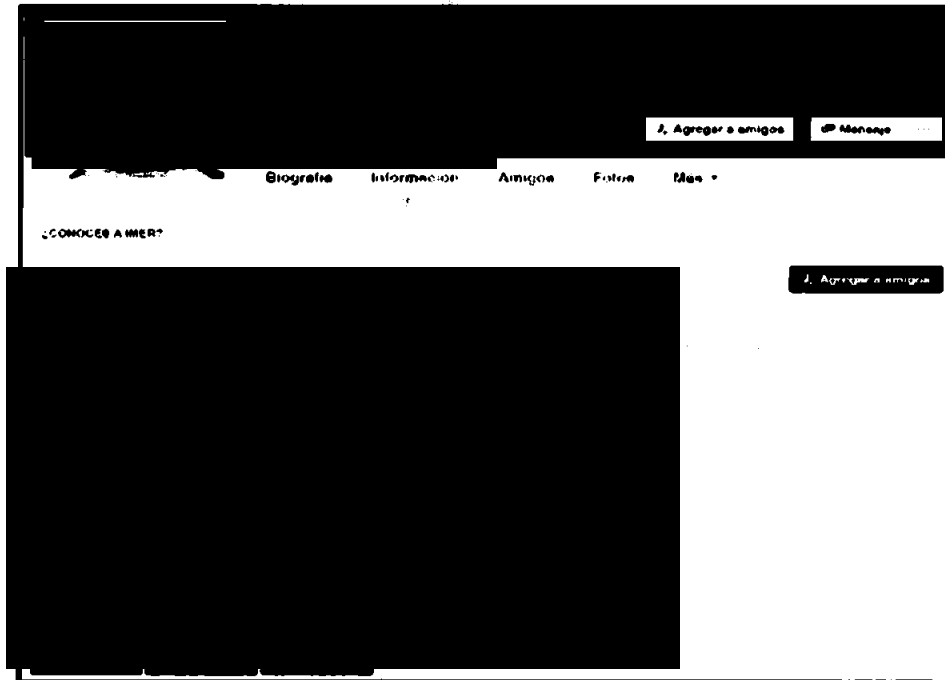 Agregar a amigos Mensaje ...
Biografía Información Amigos Fotos Más
¿CONOCES A IMER?
Agregar a amigos